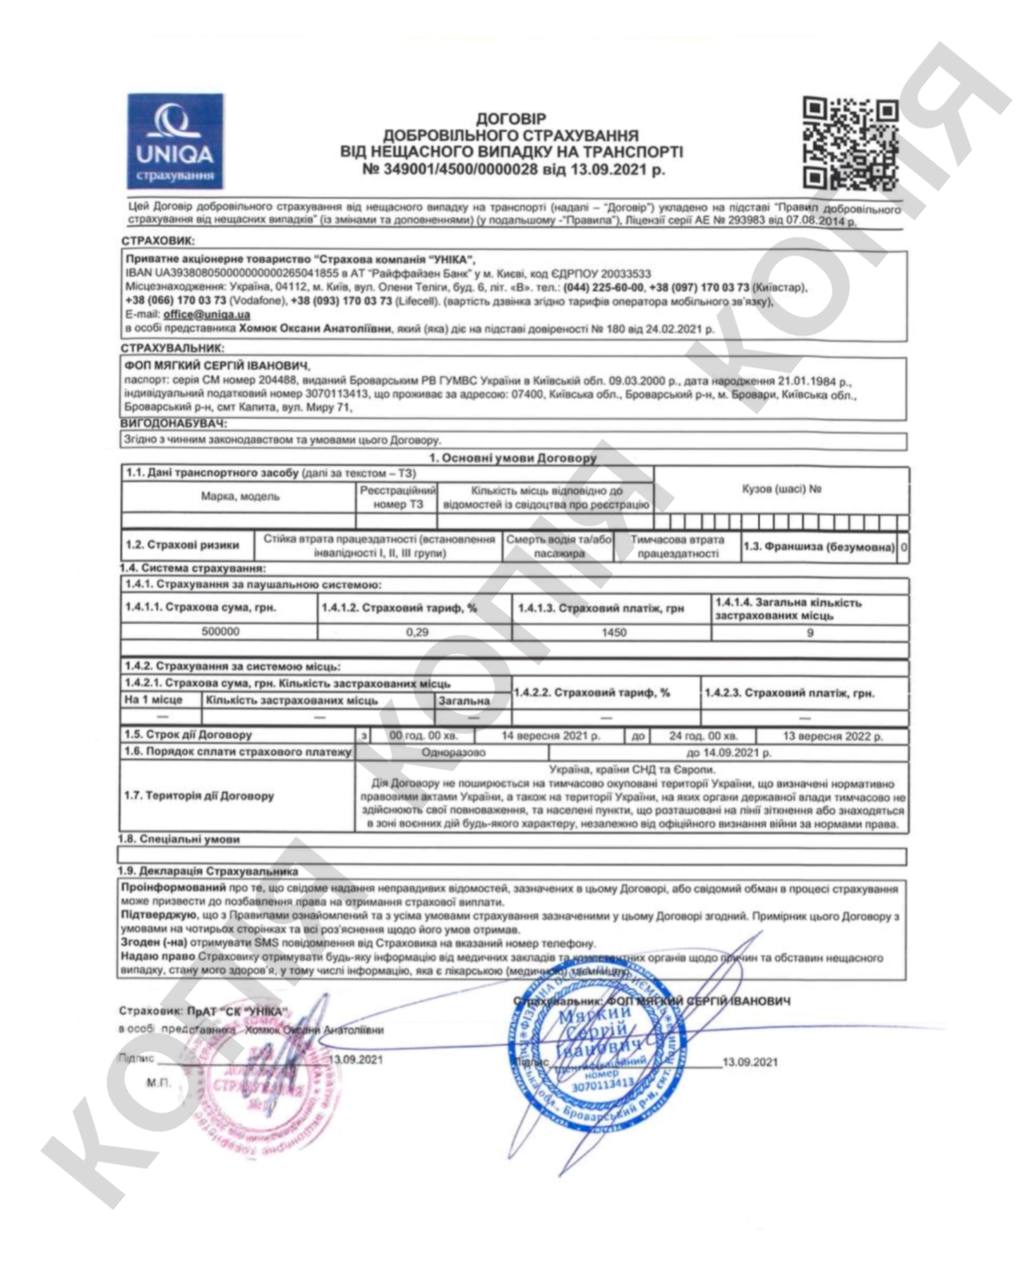 UNIQA
страхування
ДОГОВІР
ДОБРОВІЛЬНОГО СТРАХУВАННЯ
ВІД НЕЩАСНОГО ВИПАДКУ НА ТРАНСПОРТІ
№ 349001/4500/0000028 від 13.09.2021 р.
Цей Договір добровільного страхування від нещасного випадку на транспорті (надалі – "Договір") укладено на підставі "Правил добровільного
страхування від нещасних випадків" (із змінами та доповненнями) (у подальшому -"Правила"), Ліцензії серії АЕ № 293983 від 07.08.2014 р.
СТРАХОВИК:
Приватне акціонерне товариство "Страхова компанія "УНІКА",
IBAN UA393808050000000000265041855 в АТ "Райффайзен Банк" у м. Києві, код ЄДРПОУ 20033533
Місцезнаходження: Україна, 04112, м. Київ, вул. Олени Теліги, буд. 6, літ. «В». тел.: (044) 225-60-00, +38 (097) 170 03 73 (Київстар),
+38 (066) 170 03 73 (Vodafone), +38 (093) 170 03 73 (Lifecell). (вартість дзвінка згідно тарифів оператора мобільного зв'язку),
E-mail: office@uniqa.ua
в особі представника Хомюк Оксани Анатоліївни, який (яка) діє на підставі довіреності № 180 від 24.02.2021 р.
СТРАХУВАЛЬНИК:
ФОП МЯГКИЙ СЕРГІЙ ІВАНОВИЧ,
паспорт: серія СМ номер 204488, виданий Броварським РВ ГУМВС України в Київській обл. 09.03.2000 р., дата народження 21.01.1984 р.,
індивідуальний податковий номер 3070113413, що проживає за адресою: 07400, Київська обл., Броварський р-н, м. Бровари, Київська обл.,
Броварський р-н, смт Калита, вул. Миру 71,
ВИГОДОНАБУВАЧ:
Згідно з чинним законодавством та умовами цього Договору.
1. Основні умови Договору
1.1. Дані транспортного засобу (далі за текстом – ТЗ)
Марка, модель
Реєстраційний номер ТЗ
Кількість місць відповідно до відомостей із свідоцтва про реєстрацію
Кузов (шасі) №
1.2. Страхові ризики
Стійка втрата працездатності (встановлення інвалідності І, ІІ, ІІІ групи)
Смерть водія та/або пасажира
Тимчасова втрата працездатності
1.3. Франшиза (безумовна) 0
1.4. Система страхування:
1.4.1. Страхування за паушальною системою:
1.4.1.1. Страхова сума, грн. 1.4.1.2. Страховий тариф, % 1.4.1.3. Страховий платіж, грн 1.4.1.4. Загальна кількість застрахованих місць
500000 0,29 1450 9
1.4.2. Страхування за системою місць:
1.4.2.1. Страхова сума, грн. Кількість застрахованих місць 1.4.2.2. Страховий тариф, % 1.4.2.3. Страховий платіж, грн.
На 1 місце Кількість застрахованих місць Загальна
— — — — —
1.5. Строк дії Договору з 00 год. 00 хв. 14 вересня 2021 р. до 24 год. 00 хв. 13 вересня 2022 р.
1.6. Порядок сплати страхового платежу Одноразово до 14.09.2021 р.
1.7. Територія дії Договору
Україна, країни СНД та Європи.
Дія Договору не поширюється на тимчасово окуповані території України, що визначені нормативно
правовими актами України, а також на території України, на яких органи державної влади тимчасово не
здійснюють свої повноваження, та населені пункти, що розташовані на лінії зіткнення або знаходяться
в зоні воєнних дій будь-якого характеру, незалежно від офіційного визнання війни за нормами права.
1.8. Спеціальні умови
1.9. Декларація Страхувальника
Проінформований про те, що свідоме надання неправдивих відомостей, зазначених в цьому Договорі, або свідомий обман в процесі страхування
може призвести до позбавлення права на отримання страхової виплати.
Підтверджую, що з Правилами ознайомлений та з усіма умовами страхування зазначеними у цьому Договорі згодний. Примірник цього Договору з
умовами на чотирьох сторінках та всі роз'яснення щодо його умов отримав.
Згоден (-на) отримувати SMS повідомлення від Страховика на вказаний номер телефону.
Надаю право Страховику отримувати будь-яку інформацію від медичних закладів та компетентних органів щодо причин та обставин нещасного
випадку, стану мого здоров'я, у тому числі інформацію, яка є лікарською (медичною) таємницею.
Страховик: ПрАТ "СК "УНІКА"
в особі представника Хомюк Оксани Анатоліївни
Підпис 13.09.2021
М.П.
Страхувальник: ФОП МЯГКИЙ СЕРГІЙ ІВАНОВИЧ
Підпис 13.09.2021
Мягкий
Сергій
Іванович
ідентифікаційний
номер
3070113413
ДОГОВОРИ
СТРАХУВАННЯ
КОПІЯ КОПІЯ КОПІЯ